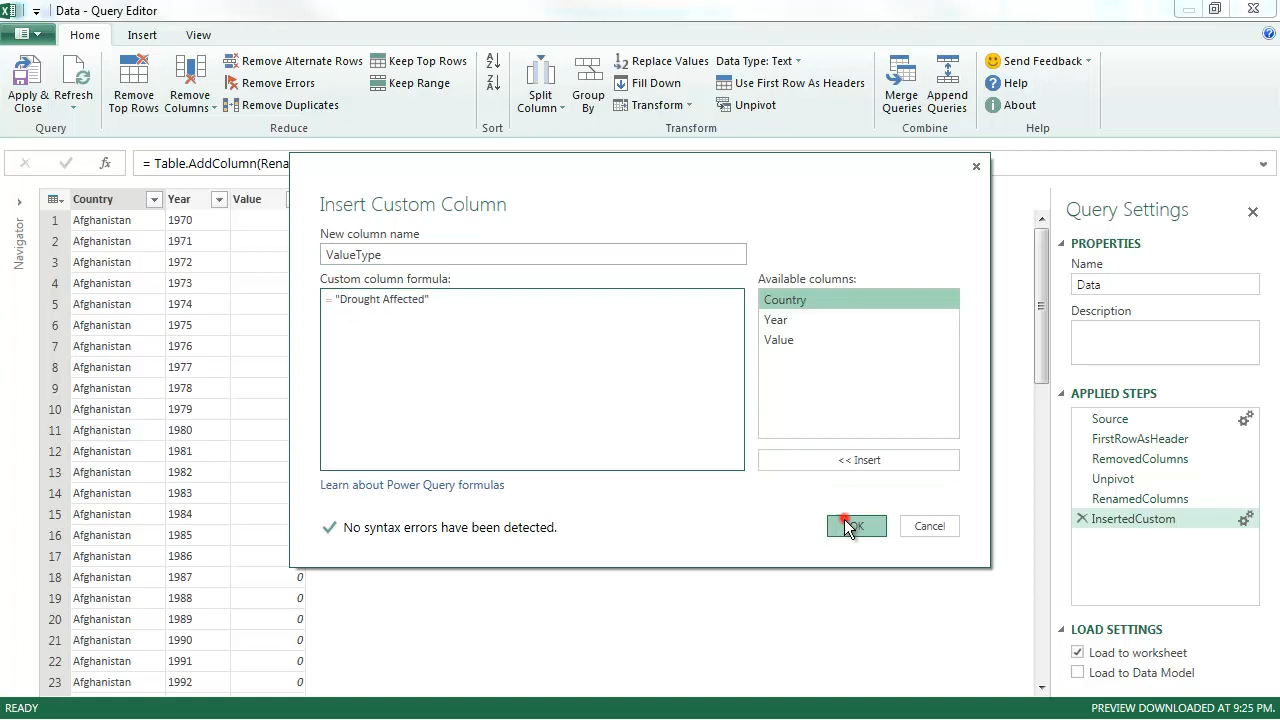 Data - Query Editor
Home Insert View
Apply & Close
Refresh
Query
Remove Top Rows
Remove Columns
Remove Alternate Rows
Remove Errors
Remove Duplicates
Keep Top Rows
Keep Range
Reduce
Sort
Split Column
Group By
Replace Values
Fill Down
Transform
Data Type: Text
Use First Row As Headers
Unpivot
Transform
Merge Queries
Append Queries
Combine
Send Feedback
Help
About
Help
fx
= Table.AddColumn(Rena
Navigator
Country Year Value
1 Afghanistan 1970
2 Afghanistan 1971
3 Afghanistan 1972
4 Afghanistan 1973
5 Afghanistan 1974
6 Afghanistan 1975
7 Afghanistan 1976
8 Afghanistan 1977
9 Afghanistan 1978
10 Afghanistan 1979
11 Afghanistan 1980
12 Afghanistan 1981
13 Afghanistan 1982
14 Afghanistan 1983
15 Afghanistan 1984
16 Afghanistan 1985
17 Afghanistan 1986
18 Afghanistan 1987 0
19 Afghanistan 1988 0
20 Afghanistan 1989 0
21 Afghanistan 1990 0
22 Afghanistan 1991 0
23 Afghanistan 1992 0
Insert Custom Column
New column name
ValueType
Custom column formula:
= "Drought Affected"
Available columns:
Country
Year
Value
<< Insert
Learn about Power Query formulas
No syntax errors have been detected.
Cancel
Query Settings
PROPERTIES
Name
Data
Description
APPLIED STEPS
Source
FirstRowAsHeader
RemovedColumns
Unpivot
RenamedColumns
InsertedCustom
LOAD SETTINGS
Load to worksheet
Load to Data Model
READY
PREVIEW DOWNLOADED AT 9:25 PM.